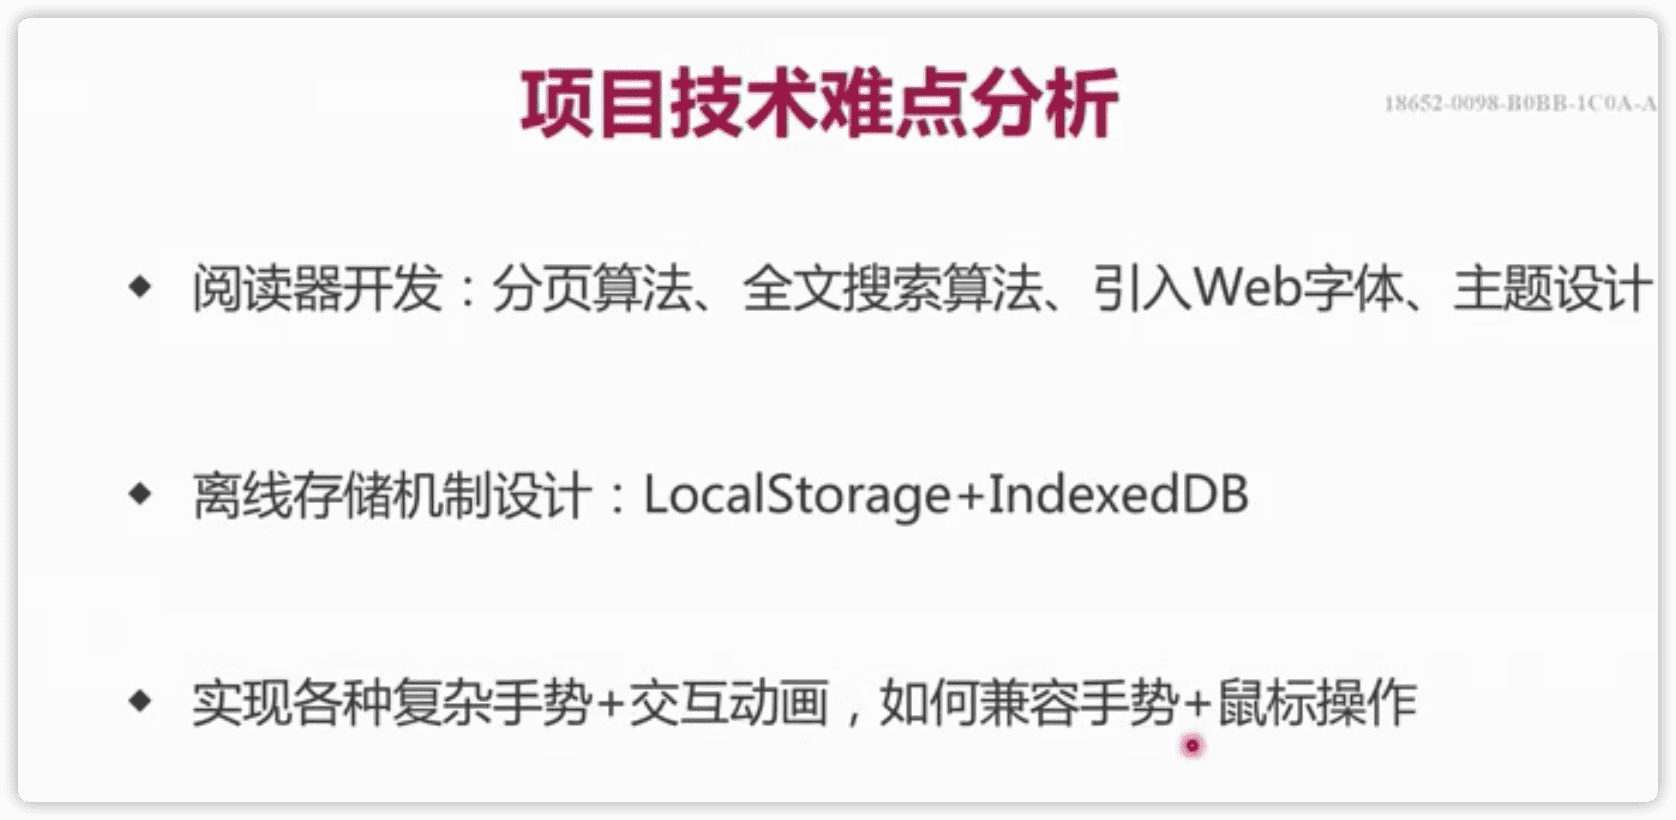 项目技术难点分析
18652-0098-B0BB-1C0A-A
◆ 阅读器开发：分页算法、全文搜索算法、引入Web字体、主题设计
◆ 离线存储机制设计：LocalStorage+IndexedDB
◆ 实现各种复杂手势+交互动画，如何兼容手势+鼠标操作